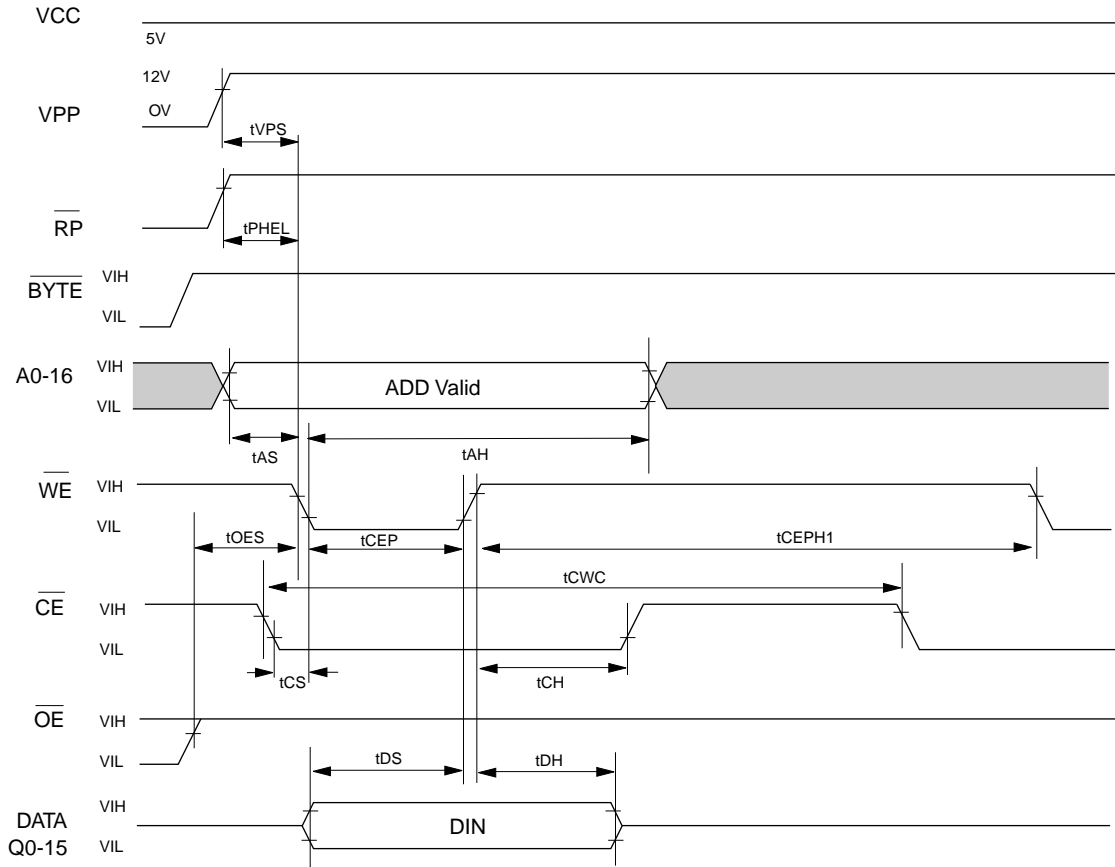 VCC
5V
12V
VPP
OV
tVPS
RP
tPHEL
BYTE
VIH
VIL
A0-16
VIH
VIL
ADD Valid
tAS
tAH
WE
VIH
VIL
tOES
tCEP
tCEPH1
tCWC
CE
VIH
VIL
tCS
tCH
OE
VIH
VIL
tDS
tDH
DATA
Q0-15
VIH
VIL
DIN